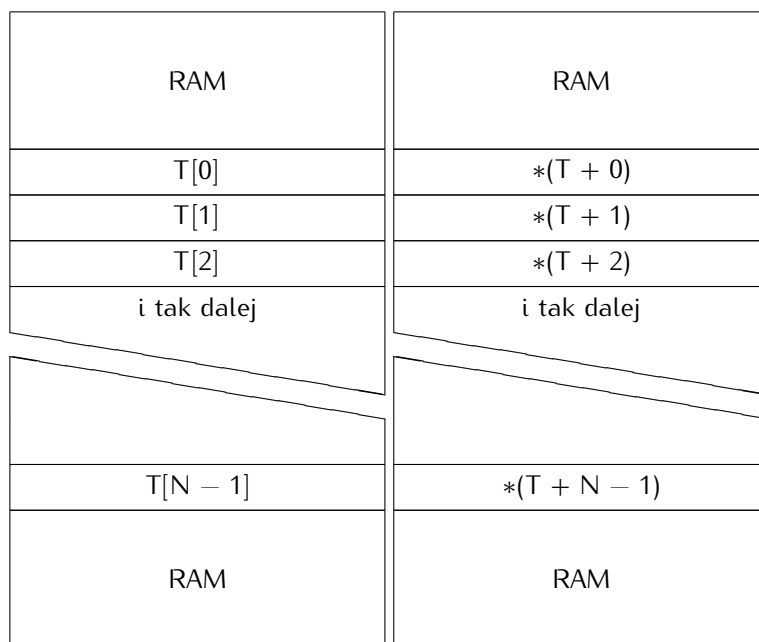 RAM
T[0]
T[1]
T[2]
i tak dalej
T[N − 1]
RAM
RAM
∗(T + 0)
∗(T + 1)
∗(T + 2)
i tak dalej
∗(T + N − 1)
RAM